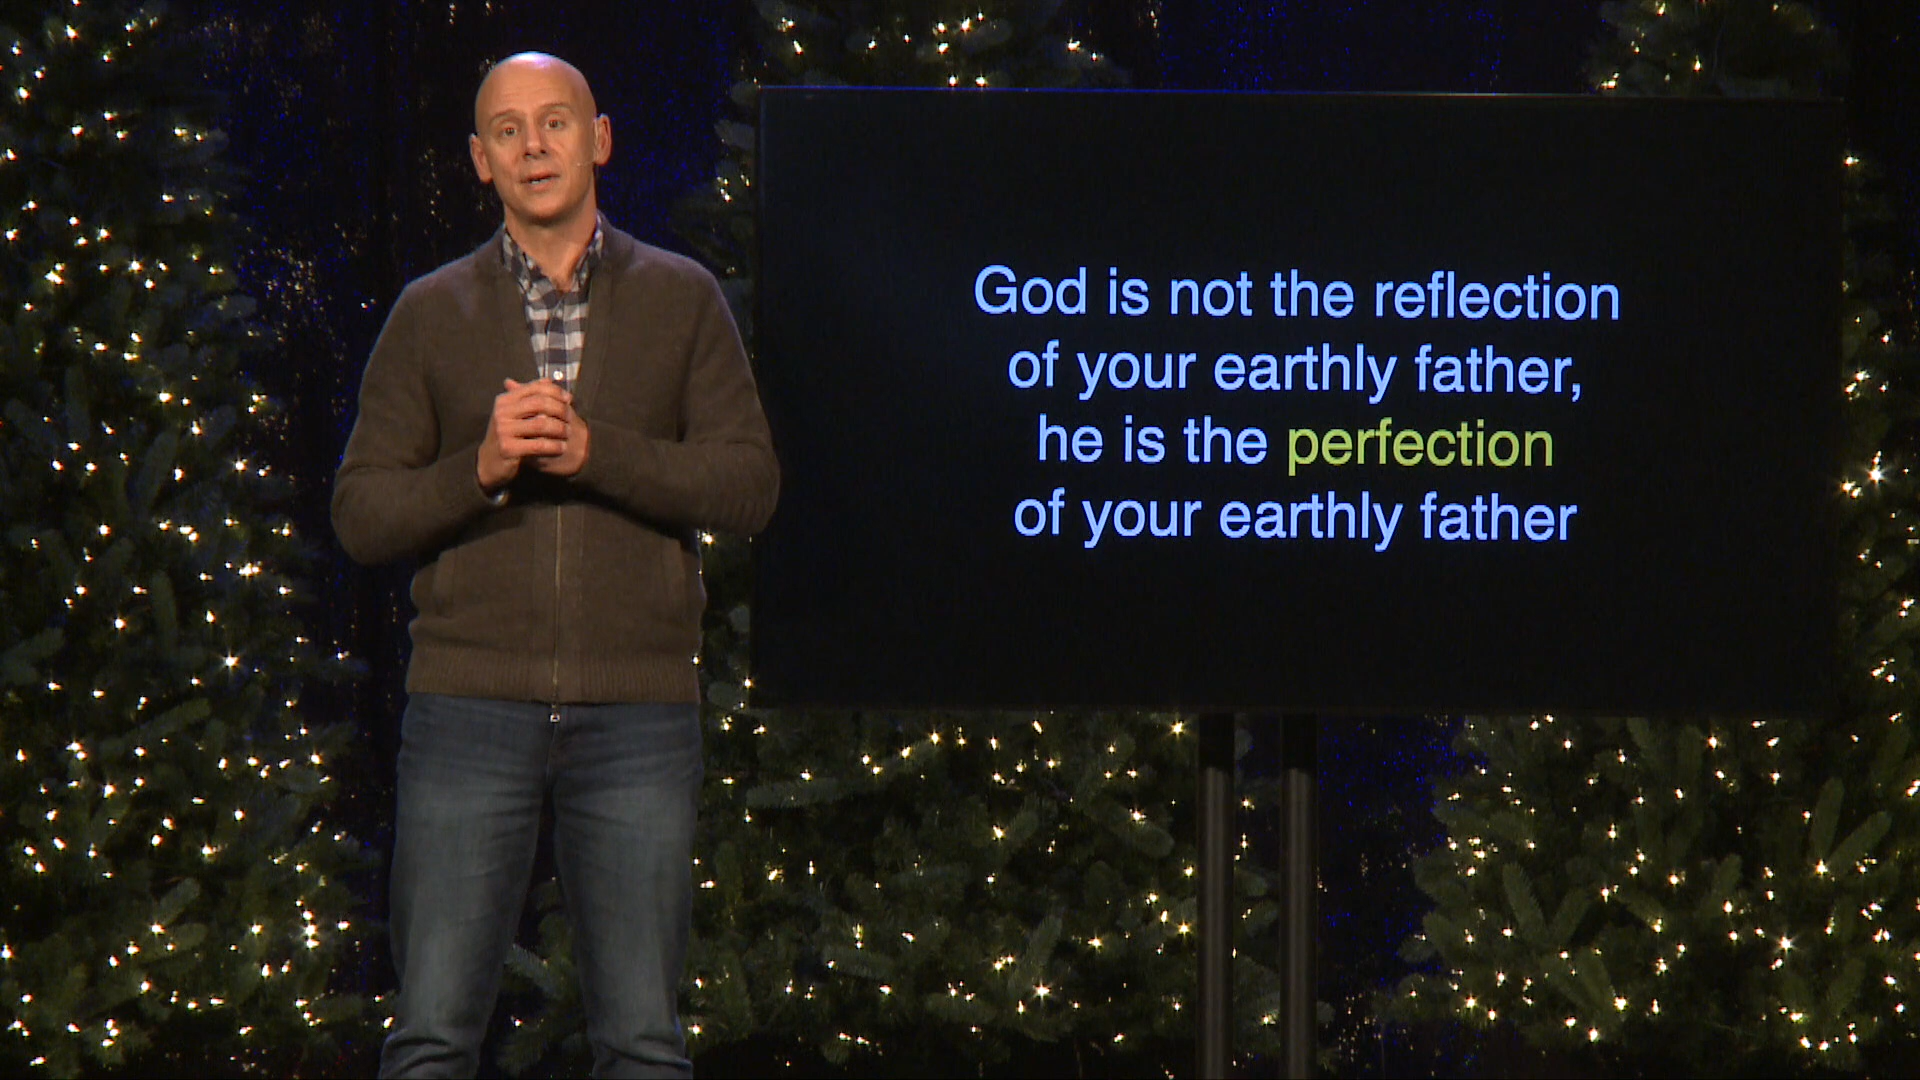 God is not the reflection
of your earthly father,
he is the perfection
of your earthly father